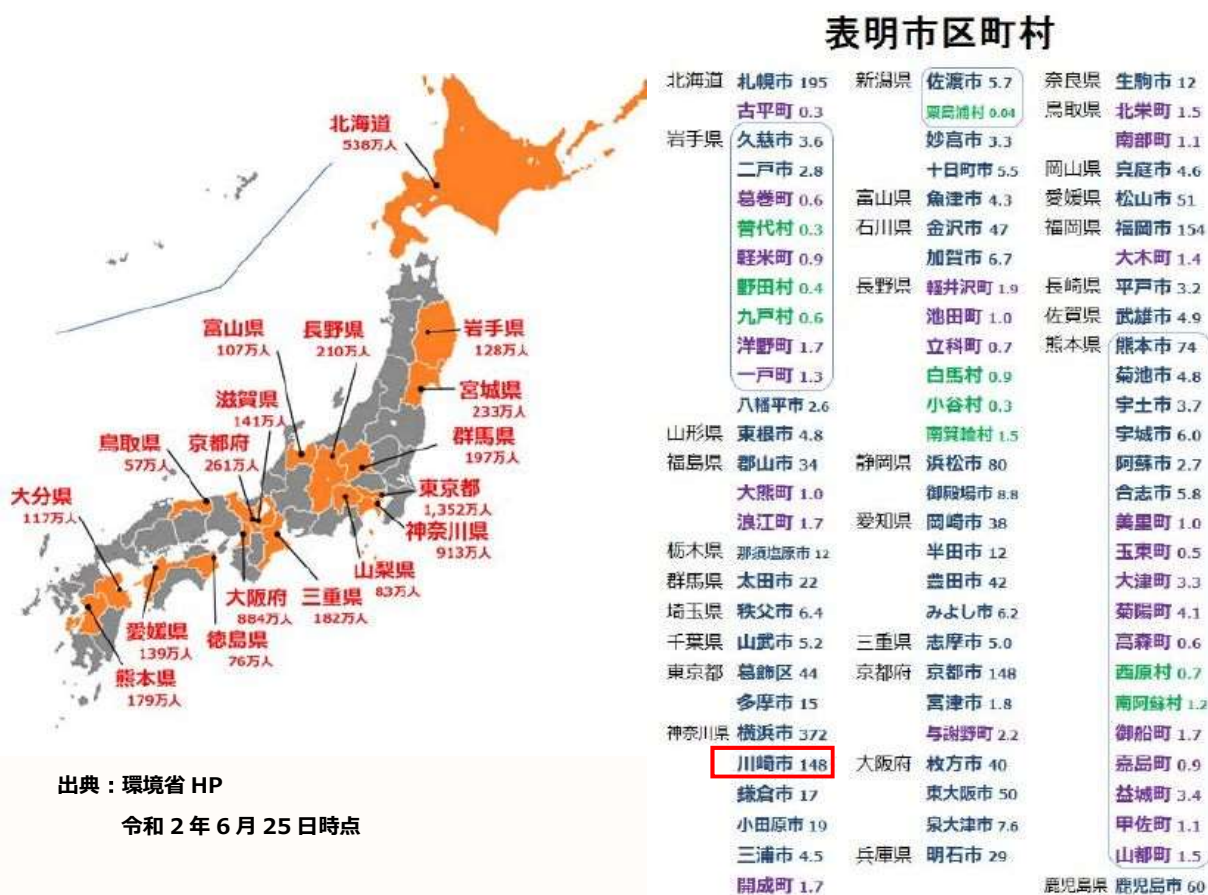 表明市区町村
北海道
538万人
富山県
107万人
長野県
210万人
岩手県
128万人
滋賀県
141万人
宮城県
233万人
鳥取県
57万人
京都府
261万人
群馬県
197万人
大分県
117万人
東京都
1,352万人
神奈川県
913万人
山梨県
83万人
大阪府
884万人
三重県
182万人
愛媛県
139万人
徳島県
76万人
熊本県
179万人
出典：環境省 HP
令和 2 年 6 月 25 日時点
北海道 札幌市 195
古平町 0.3
岩手県 久慈市 3.6
二戸市 2.8
葛巻町 0.6
普代村 0.3
軽米町 0.9
野田村 0.4
九戸村 0.6
洋野町 1.7
一戸町 1.3
八幡平市 2.6
山形県 東根市 4.8
福島県 郡山市 34
大熊町 1.0
浪江町 1.7
栃木県 那須塩原市 12
群馬県 太田市 22
埼玉県 秩父市 6.4
千葉県 山武市 5.2
東京都 葛飾区 44
多摩市 15
神奈川県 横浜市 372
川崎市 148
鎌倉市 17
小田原市 19
三浦市 4.5
開成町 1.7
新潟県 佐渡市 5.7
粟島浦村 0.04
妙高市 3.3
十日町市 5.5
富山県 魚津市 4.3
石川県 金沢市 47
加賀市 6.7
長野県 軽井沢町 1.9
池田町 1.0
立科町 0.7
白馬村 0.9
小谷村 0.3
南箕輪村 1.5
静岡県 浜松市 80
御殿場市 8.8
愛知県 岡崎市 38
半田市 12
豊田市 42
みよし市 6.2
三重県 志摩市 5.0
京都府 京都市 148
宮津市 1.8
与謝野町 2.2
大阪府 枚方市 40
東大阪市 50
泉大津市 7.6
兵庫県 明石市 29
奈良県 生駒市 12
鳥取県 北栄町 1.5
南部町 1.1
岡山県 真庭市 4.6
愛媛県 松山市 51
福岡県 福岡市 154
大木町 1.4
長崎県 平戸市 3.2
佐賀県 武雄市 4.9
熊本県 熊本市 74
菊池市 4.8
宇土市 3.7
宇城市 6.0
阿蘇市 2.7
合志市 5.8
美里町 1.0
玉東町 0.5
大津町 3.3
菊陽町 4.1
高森町 0.6
西原村 0.7
南阿蘇村 1.2
御船町 1.7
嘉島町 0.9
益城町 3.4
甲佐町 1.1
山都町 1.5
鹿児島県 鹿児島市 60